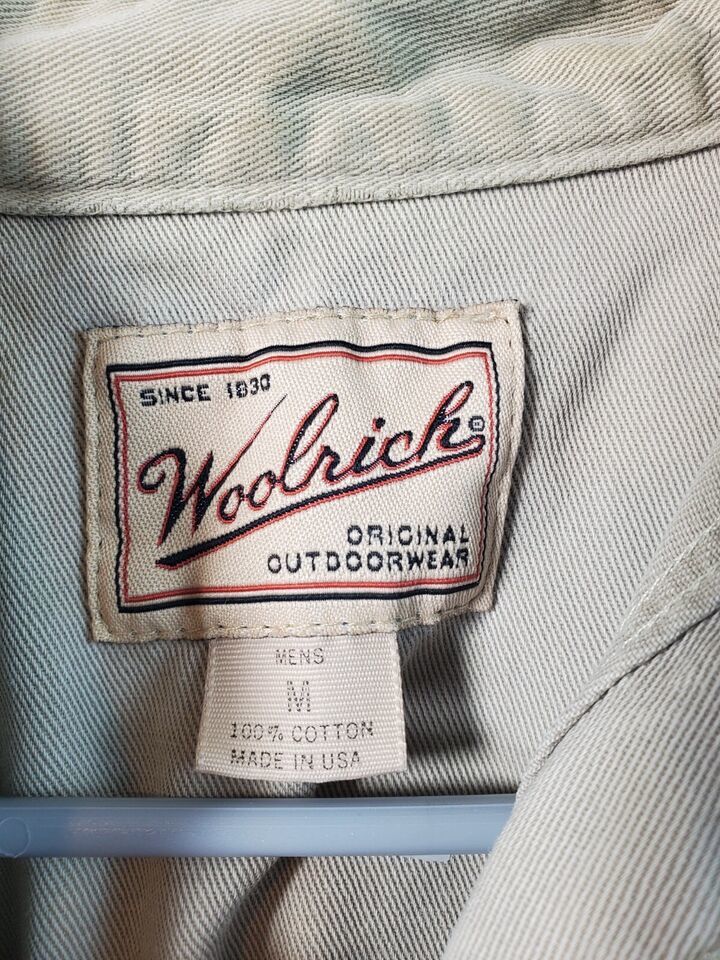 SINCE 1830
Woolrich®
ORIGINAL
OUTDOORWEAR
MENS
M
100% COTTON
MADE IN USA